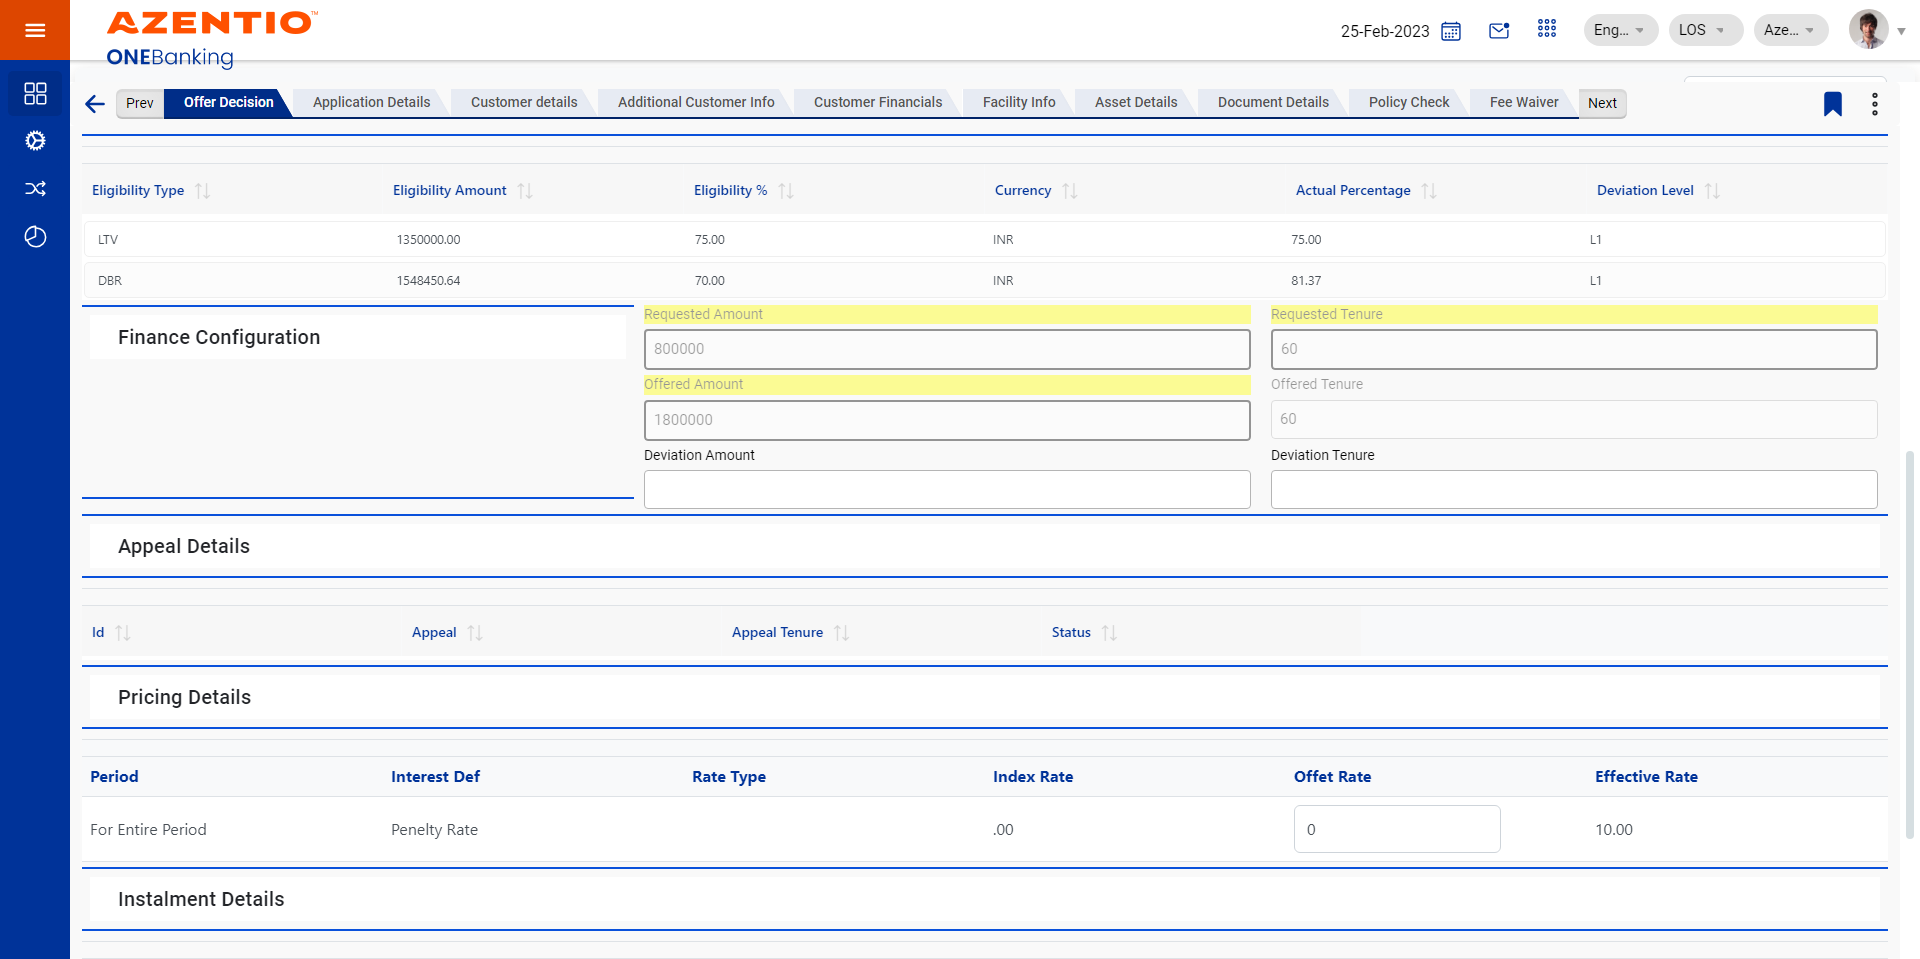 AZENTIO™
ONEBanking
25-Feb-2023
Eng...
LOS
Aze...
Prev
Offer Decision
Application Details
Customer details
Additional Customer Info
Customer Financials
Facility Info
Asset Details
Document Details
Policy Check
Fee Waiver
Next
Eligibility Type Eligibility Amount Eligibility % Currency Actual Percentage Deviation Level
LTV 1350000.00 75.00 INR 75.00 L1
DBR 1548450.64 70.00 INR 81.37 L1
Finance Configuration
Requested Amount Requested Tenure
800000 60
Offered Amount Offered Tenure
1800000 60
Deviation Amount Deviation Tenure
Appeal Details
Id Appeal Appeal Tenure Status
Pricing Details
Period Interest Def Rate Type Index Rate Offet Rate Effective Rate
For Entire Period Penelty Rate .00 0 10.00
Instalment Details